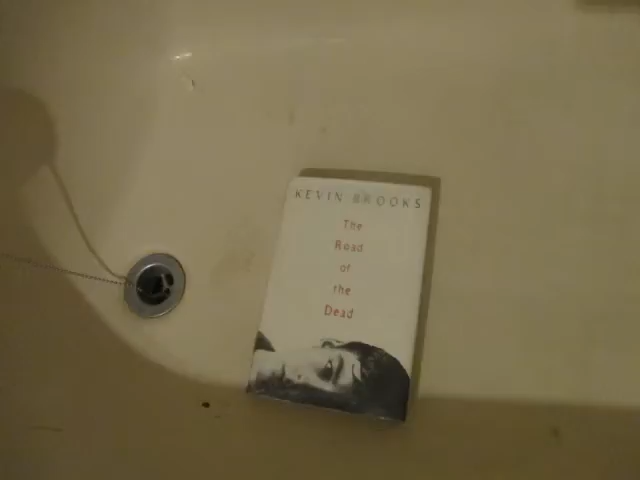 KEVIN BROOKS
The
Road
of
the
Dead